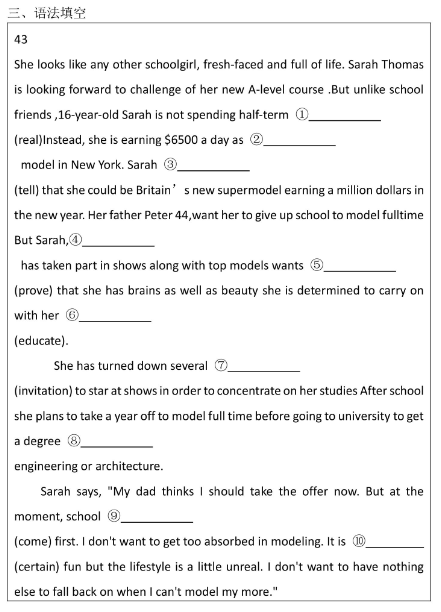 三、语法填空
43
She looks like any other schoolgirl, fresh-faced and full of life. Sarah Thomas
is looking forward to challenge of her new A-level course .But unlike school
friends ,16-year-old Sarah is not spending half-term ①____________
(real)Instead, she is earning $6500 a day as ②____________
model in New York. Sarah ③____________
(tell) that she could be Britain’s new supermodel earning a million dollars in
the new year. Her father Peter 44,want her to give up school to model fulltime
But Sarah,④____________
has taken part in shows along with top models wants ⑤____________
(prove) that she has brains as well as beauty she is determined to carry on
with her ⑥____________
(educate).
She has turned down several ⑦____________
(invitation) to star at shows in order to concentrate on her studies After school
she plans to take a year off to model full time before going to university to get
a degree ⑧____________
engineering or architecture.
Sarah says, "My dad thinks I should take the offer now. But at the
moment, school ⑨____________
(come) first. I don't want to get too absorbed in modeling. It is ⑩__________
(certain) fun but the lifestyle is a little unreal. I don't want to have nothing
else to fall back on when I can't model my more."